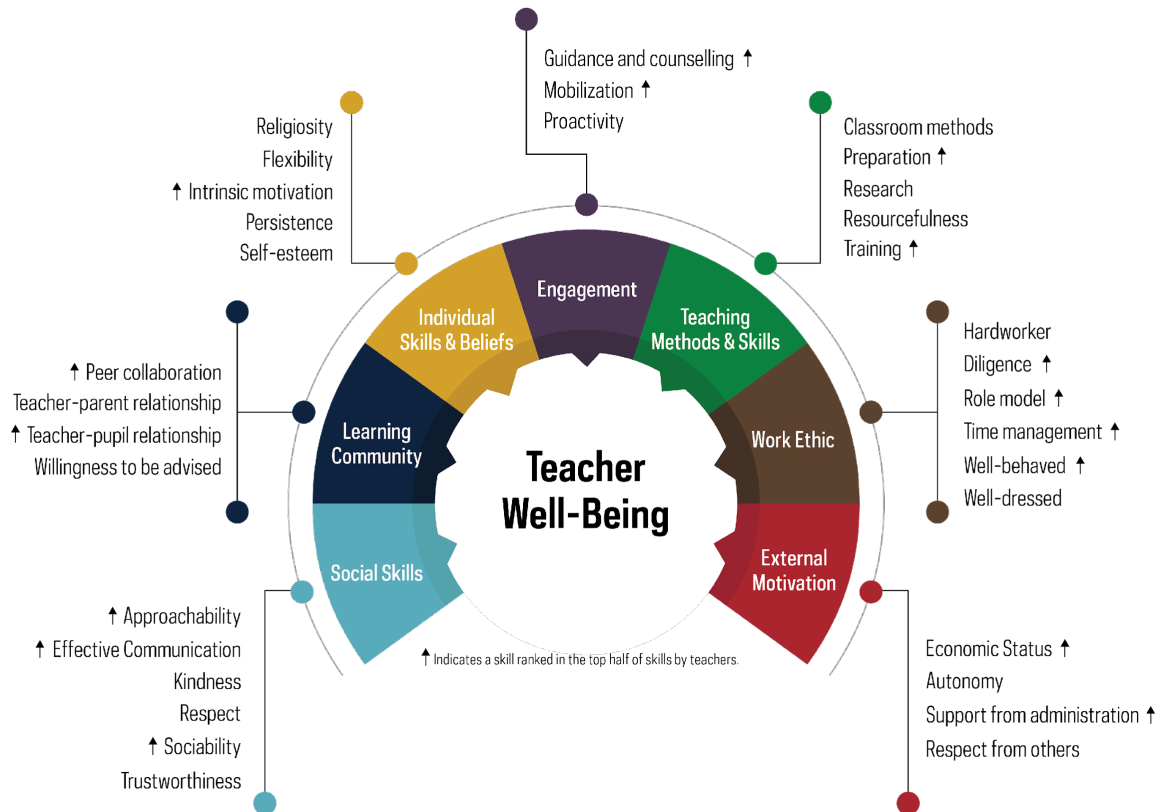 Guidance and counselling ↑
Mobilization ↑
Proactivity
Religiosity
Flexibility
↑ Intrinsic motivation
Persistence
Self-esteem
Classroom methods
Preparation ↑
Research
Resourcefulness
Training ↑
Engagement
Individual
Skills & Beliefs
Teaching
Methods & Skills
↑ Peer collaboration
Teacher-parent relationship
↑ Teacher-pupil relationship
Willingness to be advised
Learning
Community
Work Ethic
Hardworker
Diligence ↑
Role model ↑
Time management ↑
Well-behaved ↑
Well-dressed
Teacher
Well-Being
Social Skills
External
Motivation
↑ Approachability
↑ Effective Communication
Kindness
Respect
↑ Sociability
Trustworthiness
↑ Indicates a skill ranked in the top half of skills by teachers.
Economic Status ↑
Autonomy
Support from administration ↑
Respect from others